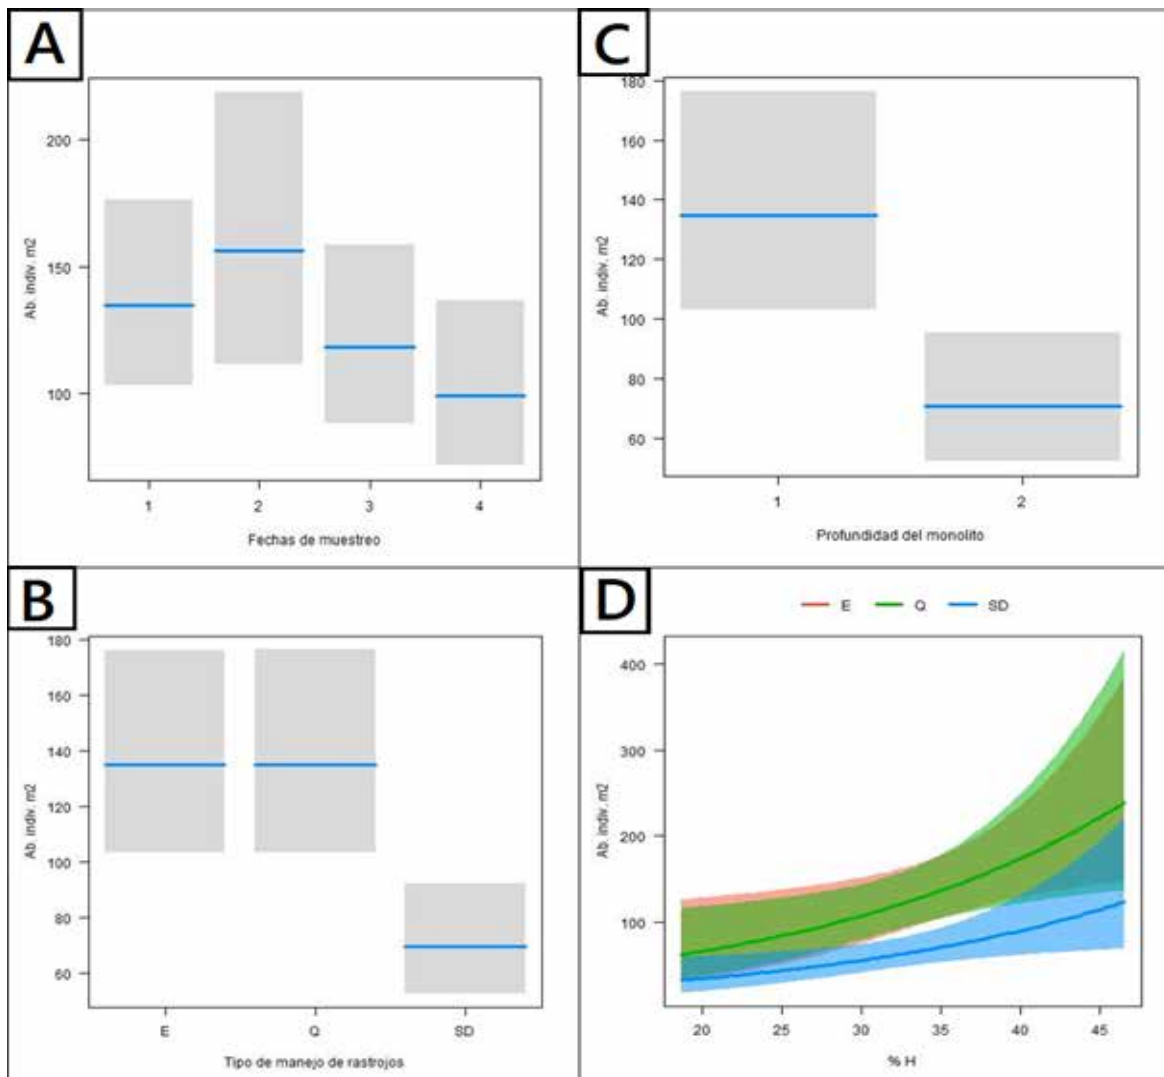 A
200
150
100
Ab. indiv. m2
1 2 3 4
Fechas de muestreo
C
180
160
140
120
100
80
60
Ab. indiv. m2
1 2
Profundidad del monolito
B
180
160
140
120
100
80
60
Ab. indiv. m2
E Q SD
Tipo de manejo de rastrojos
D
E Q SD
400
300
200
100
Ab. indiv. m2
20 25 30 35 40 45
% H